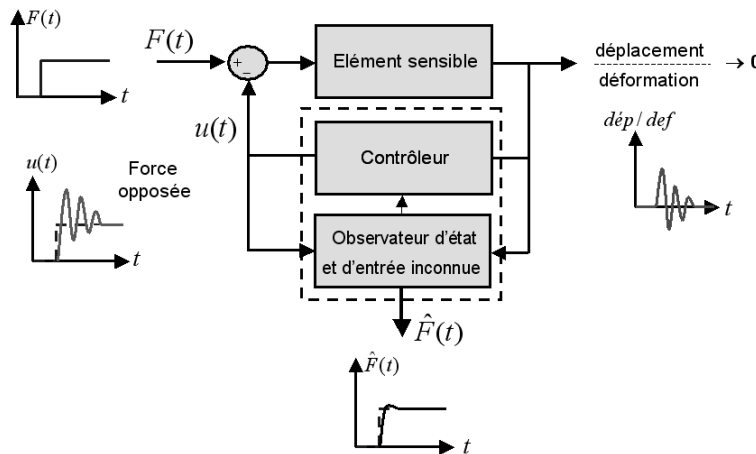 F(t)
t
F(t)
+
−
Elément sensible
déplacement
déformation
→ 0
u(t)
Contrôleur
dép / def
t
u(t)
Force
opposée
t
Observateur d'état
et d'entrée inconnue
F̂(t)
F̂(t)
t